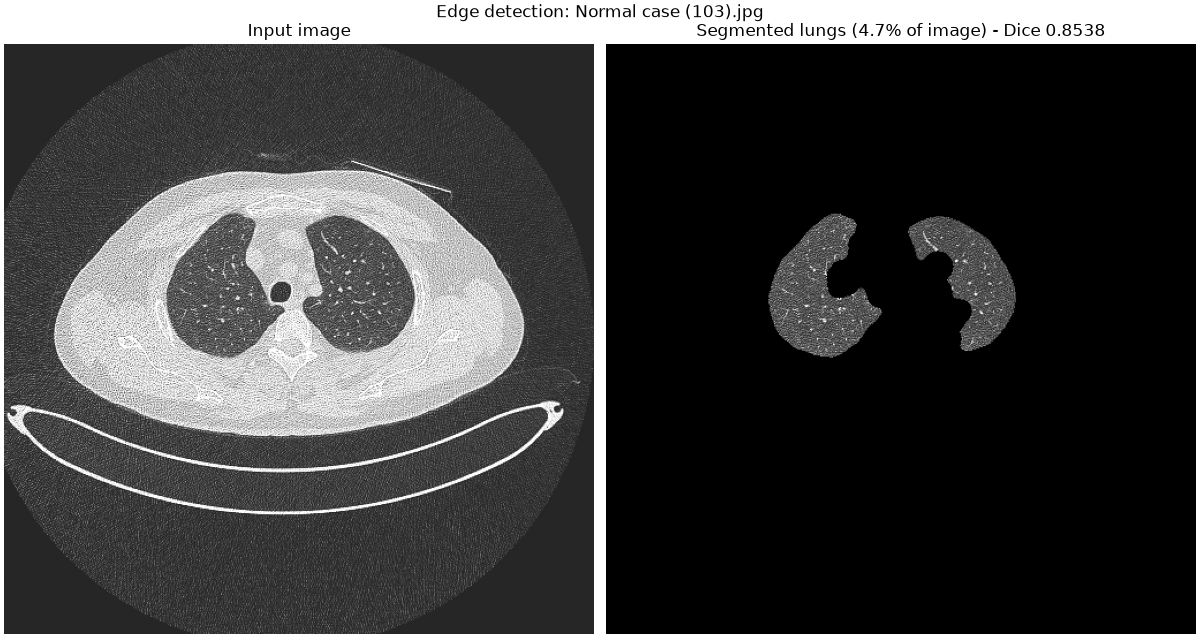 Edge detection: Normal case (103).jpg
Input image
Segmented lungs (4.7% of image) - Dice 0.8538